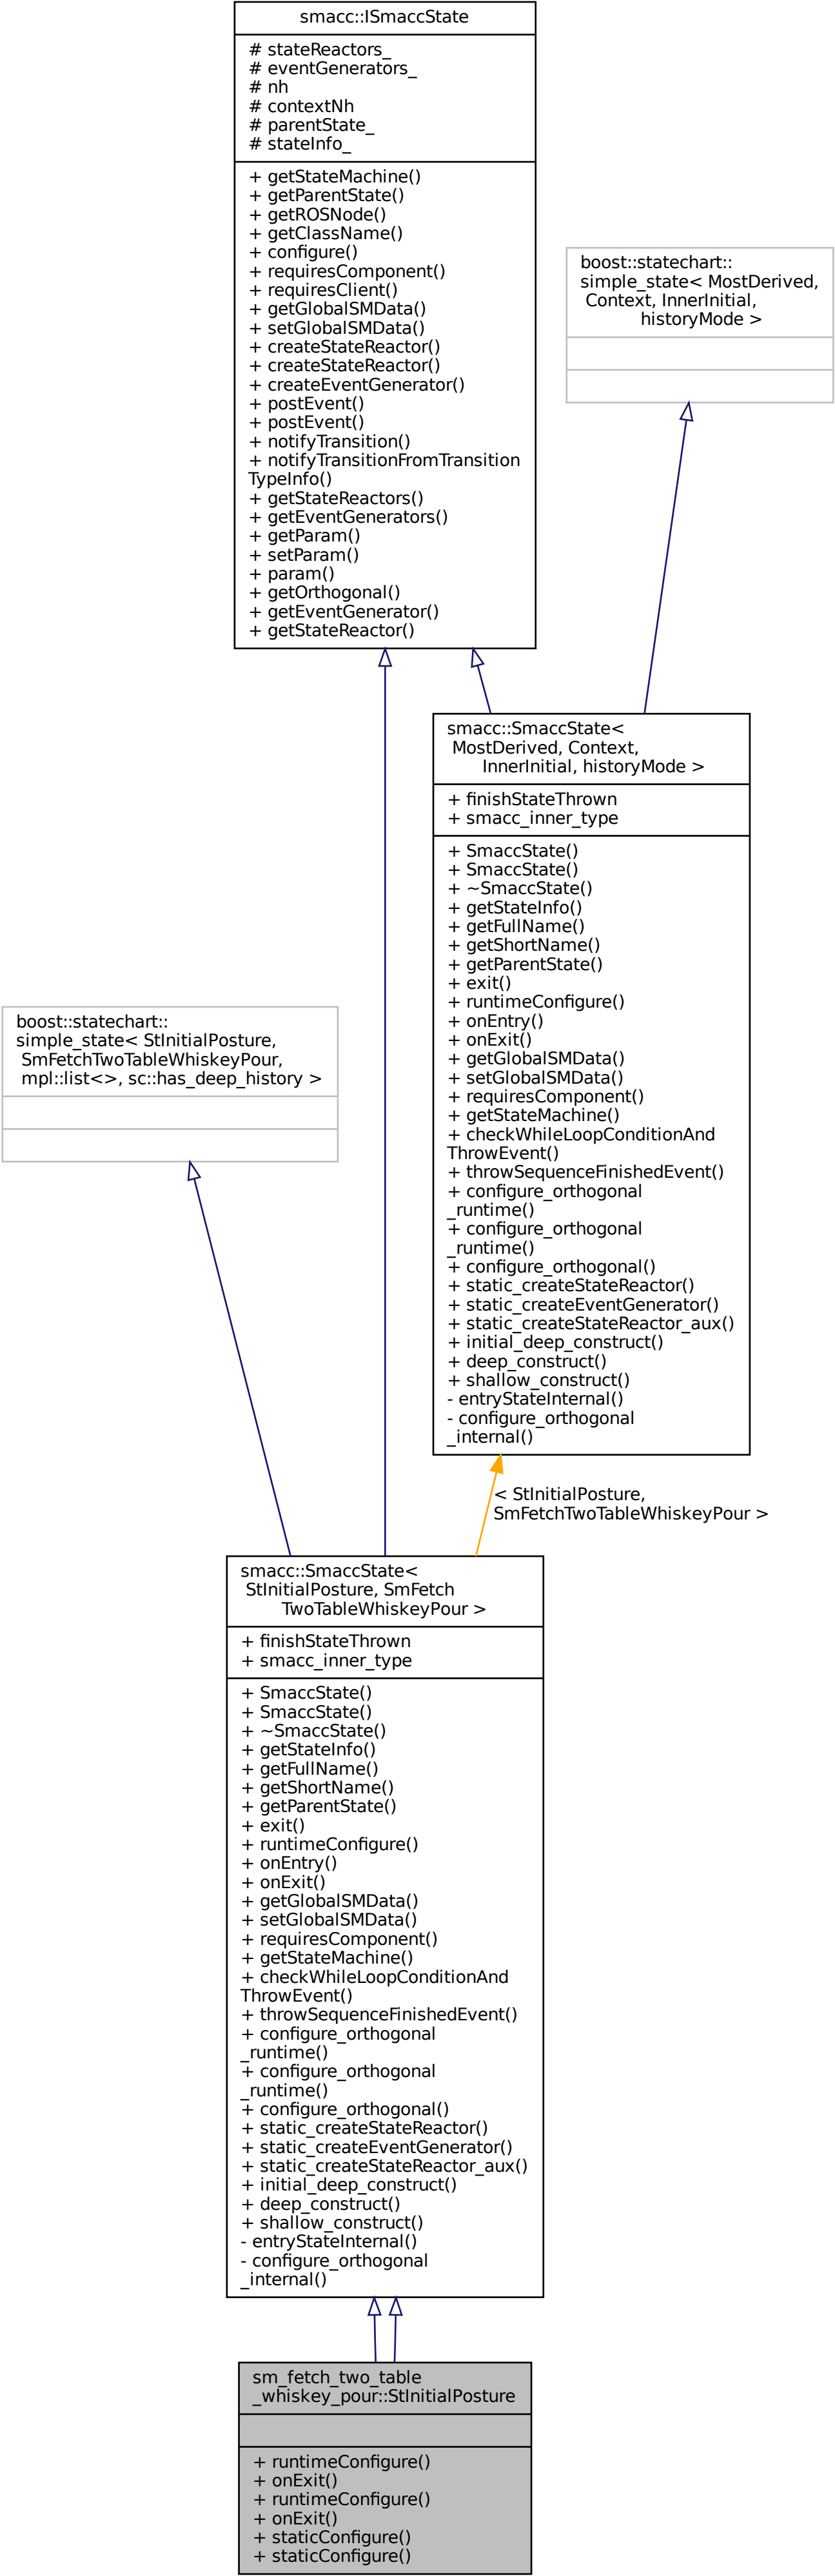 smacc::ISmaccState
# stateReactors_
# eventGenerators_
# nh
# contextNh
# parentState_
# stateInfo_
+ getStateMachine()
+ getParentState()
+ getROSNode()
+ getClassName()
+ configure()
+ requiresComponent()
+ requiresClient()
+ getGlobalSMData()
+ setGlobalSMData()
+ createStateReactor()
+ createStateReactor()
+ createEventGenerator()
+ postEvent()
+ postEvent()
+ notifyTransition()
+ notifyTransitionFromTransition
TypeInfo()
+ getStateReactors()
+ getEventGenerators()
+ getParam()
+ setParam()
+ param()
+ getOrthogonal()
+ getEventGenerator()
+ getStateReactor()
boost::statechart::
simple_state< MostDerived,
Context, InnerInitial,
historyMode >
smacc::SmaccState<
MostDerived, Context,
InnerInitial, historyMode >
+ finishStateThrown
+ smacc_inner_type
+ SmaccState()
+ SmaccState()
+ ~SmaccState()
+ getStateInfo()
+ getFullName()
+ getShortName()
+ getParentState()
+ exit()
+ runtimeConfigure()
+ onEntry()
+ onExit()
+ getGlobalSMData()
+ setGlobalSMData()
+ requiresComponent()
+ getStateMachine()
+ checkWhileLoopConditionAnd
ThrowEvent()
+ throwSequenceFinishedEvent()
+ configure_orthogonal
_runtime()
+ configure_orthogonal
_runtime()
+ configure_orthogonal()
+ static_createStateReactor()
+ static_createEventGenerator()
+ static_createStateReactor_aux()
+ initial_deep_construct()
+ deep_construct()
+ shallow_construct()
- entryStateInternal()
- configure_orthogonal
_internal()
boost::statechart::
simple_state< StInitialPosture,
SmFetchTwoTableWhiskeyPour,
mpl::list<>, sc::has_deep_history >
< StInitialPosture,
SmFetchTwoTableWhiskeyPour >
smacc::SmaccState<
StInitialPosture, SmFetch
TwoTableWhiskeyPour >
+ finishStateThrown
+ smacc_inner_type
+ SmaccState()
+ SmaccState()
+ ~SmaccState()
+ getStateInfo()
+ getFullName()
+ getShortName()
+ getParentState()
+ exit()
+ runtimeConfigure()
+ onEntry()
+ onExit()
+ getGlobalSMData()
+ setGlobalSMData()
+ requiresComponent()
+ getStateMachine()
+ checkWhileLoopConditionAnd
ThrowEvent()
+ throwSequenceFinishedEvent()
+ configure_orthogonal
_runtime()
+ configure_orthogonal
_runtime()
+ configure_orthogonal()
+ static_createStateReactor()
+ static_createEventGenerator()
+ static_createStateReactor_aux()
+ initial_deep_construct()
+ deep_construct()
+ shallow_construct()
- entryStateInternal()
- configure_orthogonal
_internal()
sm_fetch_two_table
_whiskey_pour::StInitialPosture
+ runtimeConfigure()
+ onExit()
+ runtimeConfigure()
+ onExit()
+ staticConfigure()
+ staticConfigure()